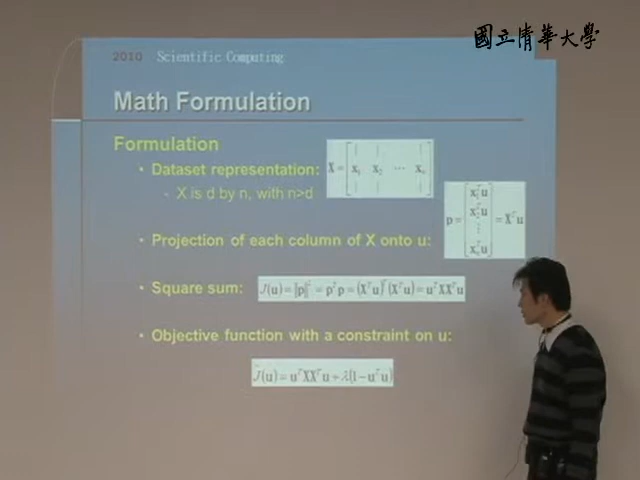 國立清華大學
2010 Scientific Computing
Math Formulation
Formulation
• Dataset representation: X = [x₁ x₂ ⋯ xₙ]
- X is d by n, with n>d
• Projection of each column of X onto u: p = [x₁ᵀu x₂ᵀu ⋮ xₙᵀu] = Xᵀu
• Square sum: J(u) = ‖p‖² = pᵀp = (Xᵀu)ᵀ(Xᵀu) = uᵀXXᵀu
• Objective function with a constraint on u:
J̃(u) = uᵀXXᵀu + λ(1−uᵀu)